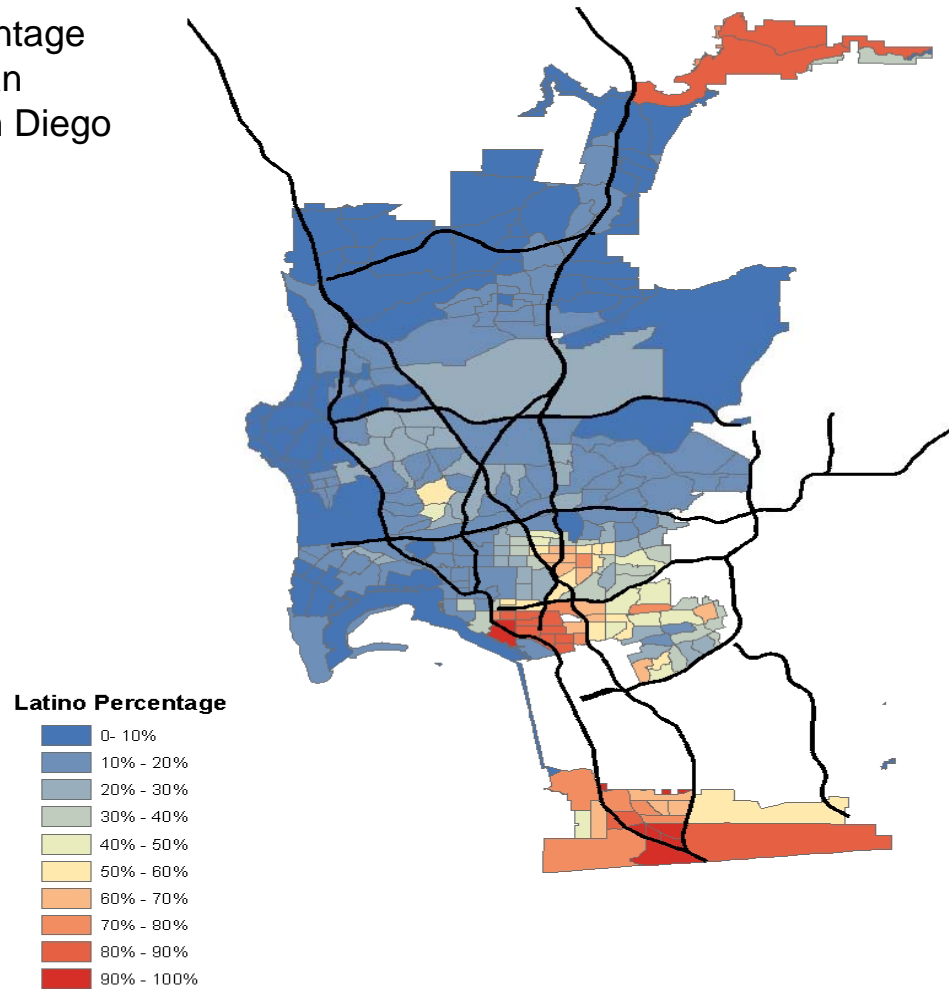 ntage
n
n Diego
Latino Percentage
0- 10%
10% - 20%
20% - 30%
30% - 40%
40% - 50%
50% - 60%
60% - 70%
70% - 80%
80% - 90%
90% - 100%